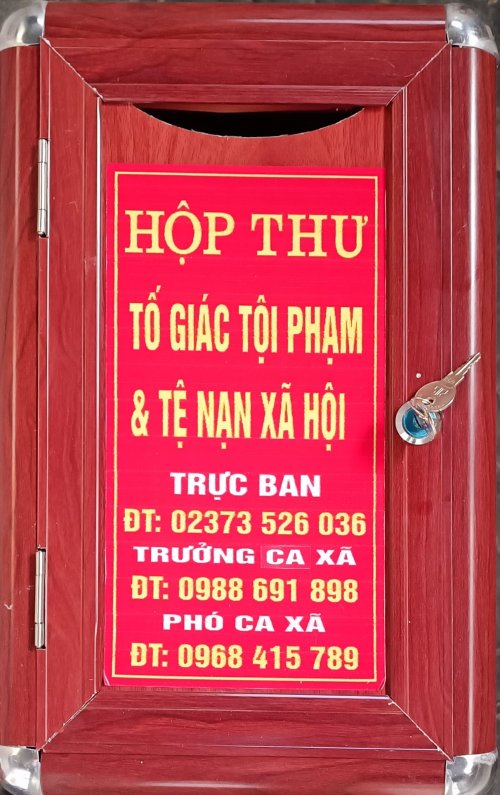 HỘP THƯ
TỐ GIÁC TỘI PHẠM
& TỆ NẠN XÃ HỘI
TRỰC BAN
ĐT: 02373 526 036
TRƯỞNG CA XÃ
ĐT: 0988 691 898
PHÓ CA XÃ
ĐT: 0968 415 789